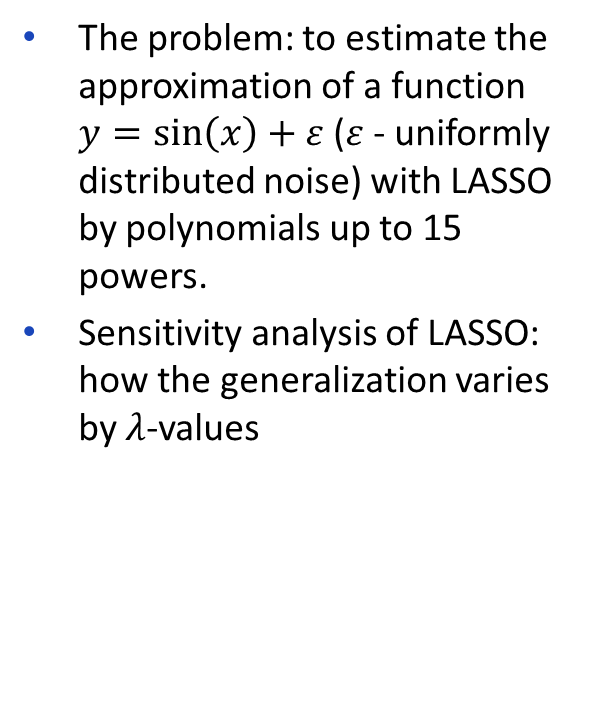 • The problem: to estimate the
approximation of a function
𝑦 = sin(𝑥) + 𝜀 (𝜀 - uniformly
distributed noise) with LASSO
by polynomials up to 15
powers.
• Sensitivity analysis of LASSO:
how the generalization varies
by 𝜆-values